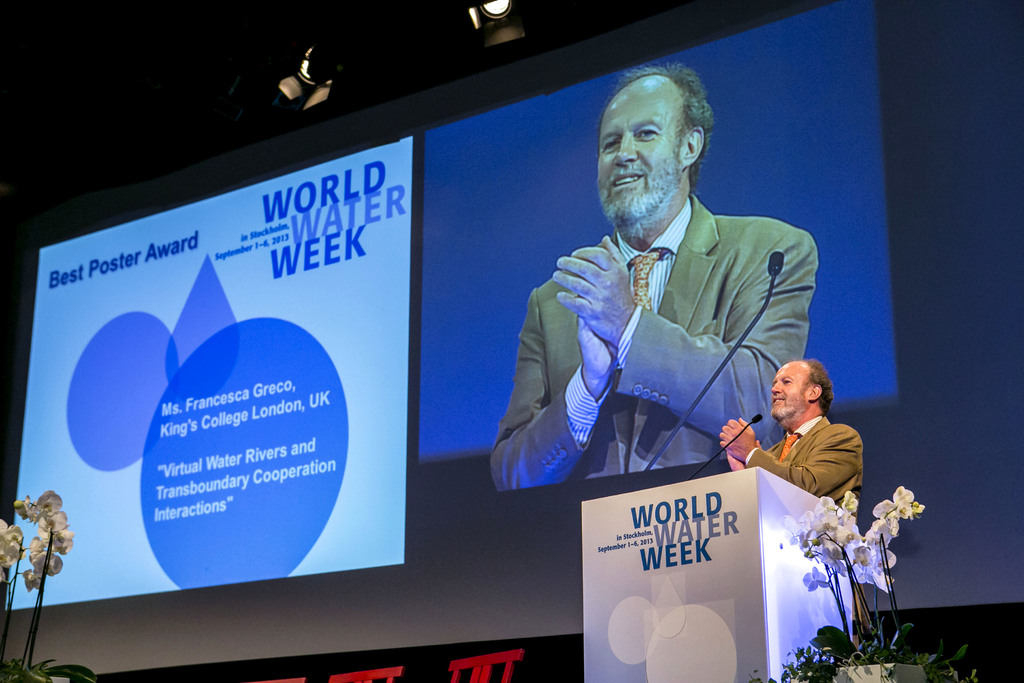 Best Poster Award
WORLD
in Stockholm, WATER
September 1–6, 2013
WEEK
Ms. Francesca Greco,
King's College London, UK
"Virtual Water Rivers and
Transboundary Cooperation
Interactions"
WORLD
in Stockholm, WATER
September 1–6, 2013
WEEK